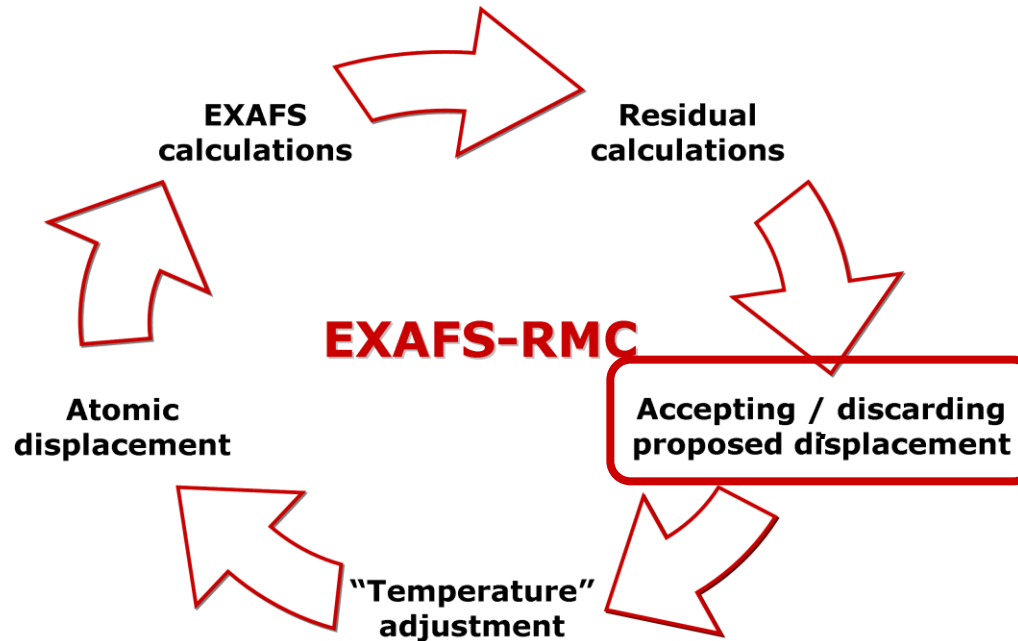 EXAFS
calculations
Residual
calculations
EXAFS-RMC
Accepting / discarding
proposed displacement
Atomic
displacement
“Temperature”
adjustment